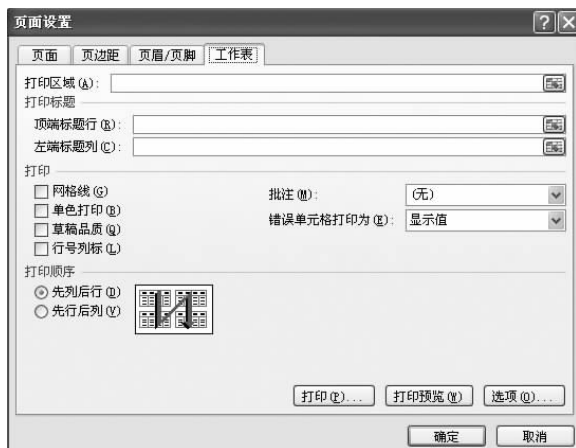 页面设置
页面 页边距 页眉/页脚 工作表
打印区域(A):
打印标题
顶端标题行(R):
左端标题列(C):
打印
网格线(G) 批注(M): (无)
单色打印(B)
错误单元格打印为(E): 显示值
草稿品质(Q)
行号列标(L)
打印顺序
先列后行(D)
先行后列(V)
打印(P)... 打印预览(W) 选项(O)...
确定 取消